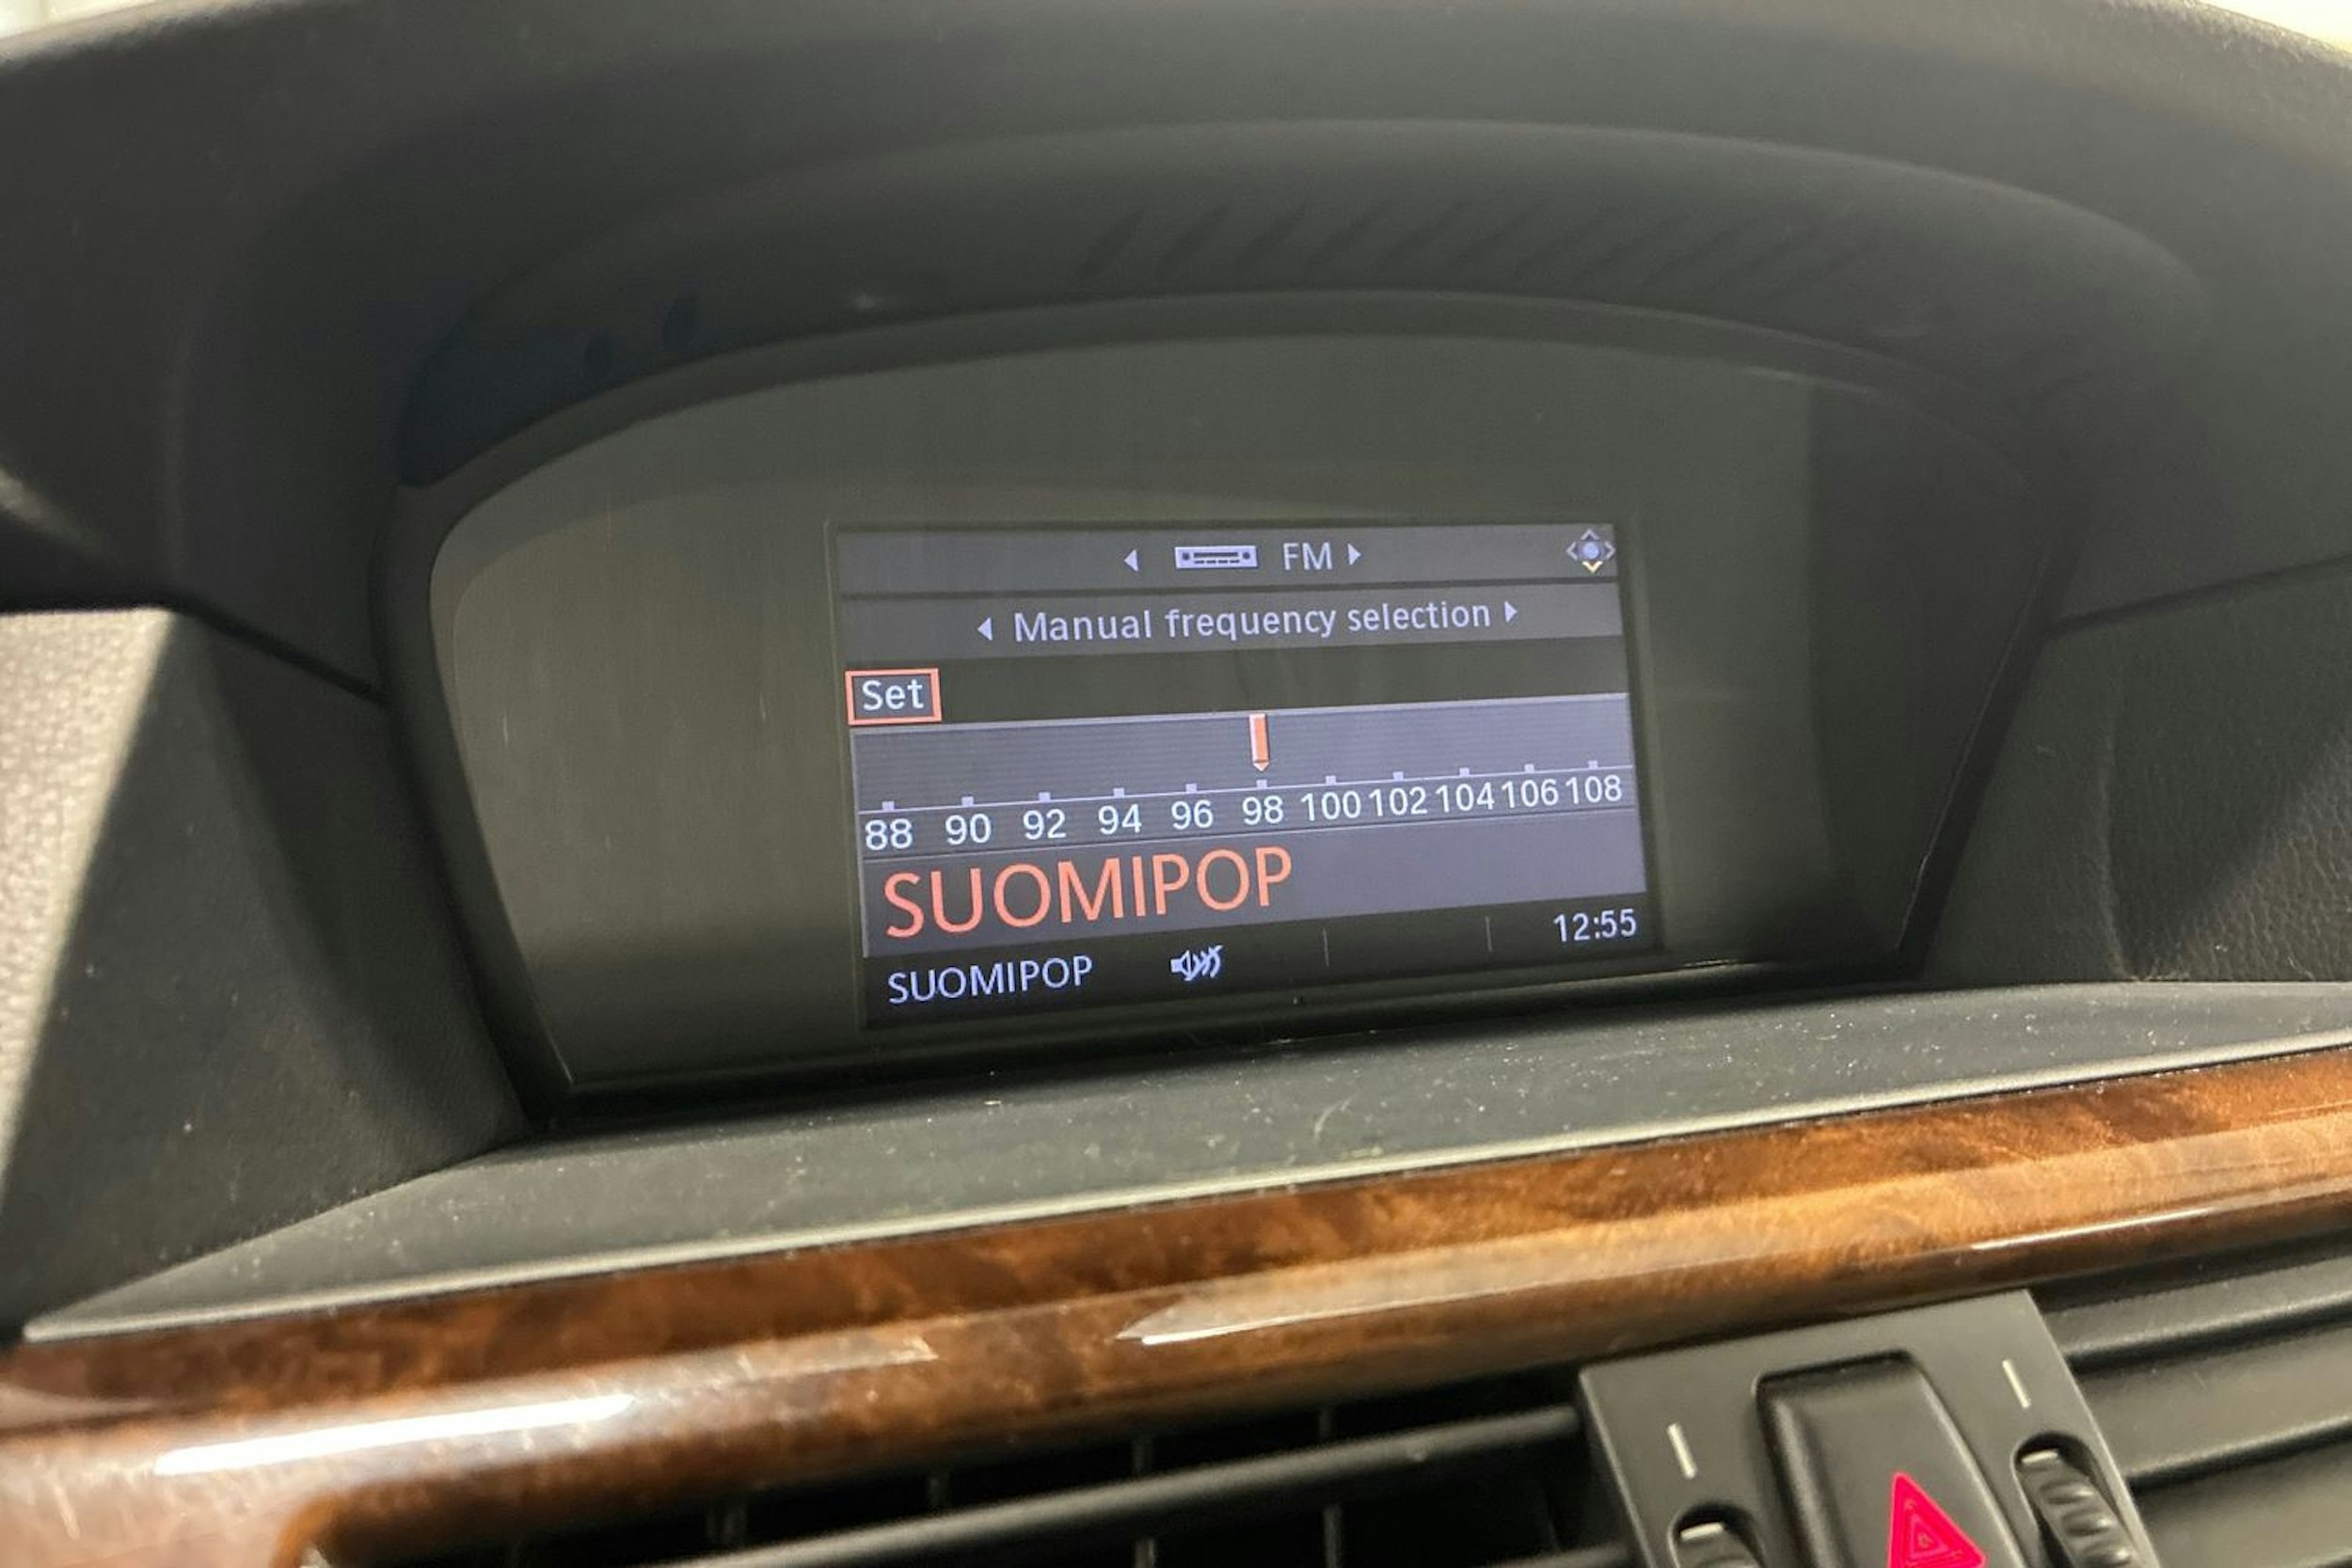 FM
Manual frequency selection
Set
88 90 92 94 96 98 100 102 104 106 108
SUOMIPOP
SUOMIPOP 12:55